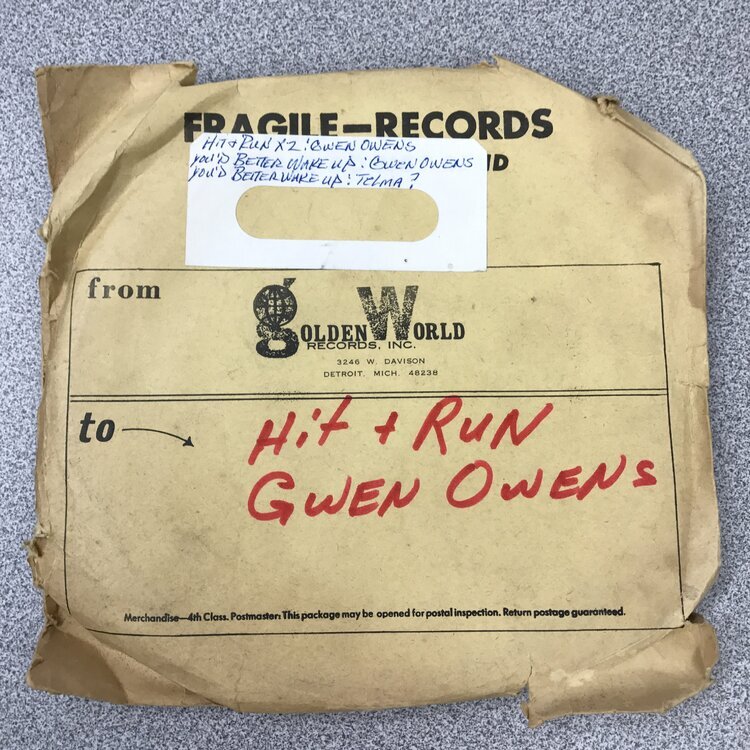 FRAGILE—RECORDS
Hit + Run X2 : Gwen Owens
You'd Better Wake Up : Gwen Owens
You'd Better Wake Up : Telma ?
from
golden World
RECORDS, INC.
3246 W. DAVISON
DETROIT, MICH. 48238
to
Hit + Run
Gwen Owens
Merchandise—4th Class. Postmaster: This package may be opened for postal inspection. Return postage guaranteed.